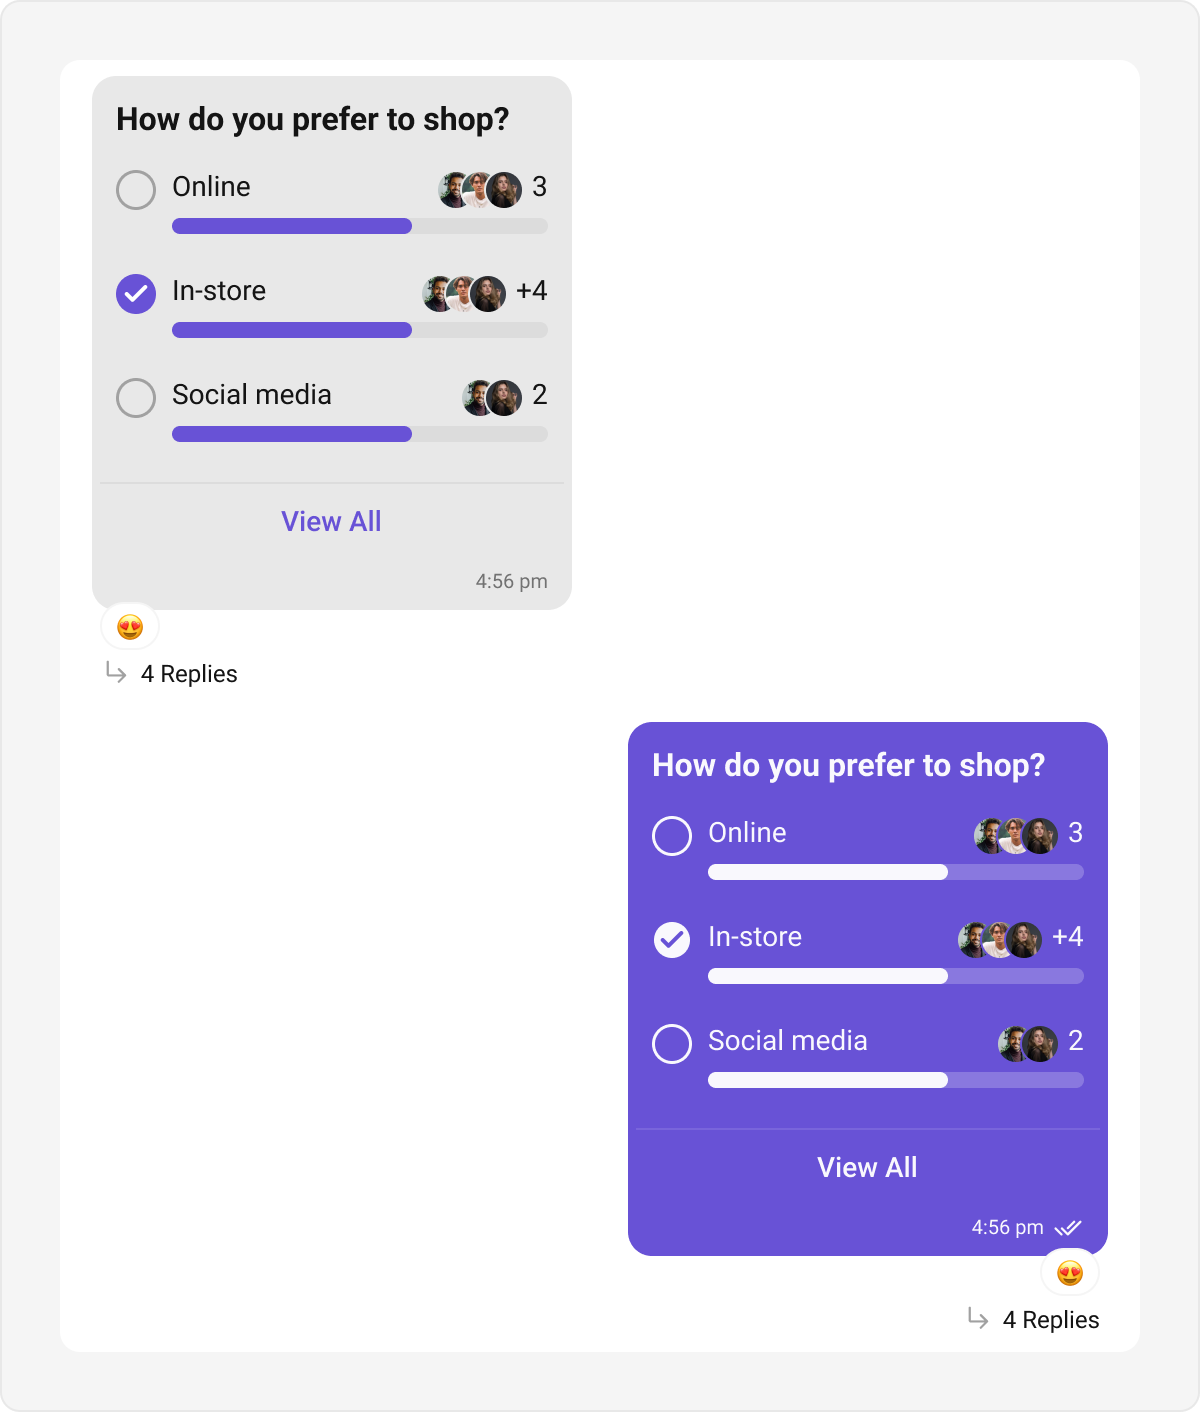 How do you prefer to shop?
Online 3
In-store +4
Social media 2
View All
4:56 pm
4 Replies
How do you prefer to shop?
Online 3
In-store +4
Social media 2
View All
4:56 pm
4 Replies